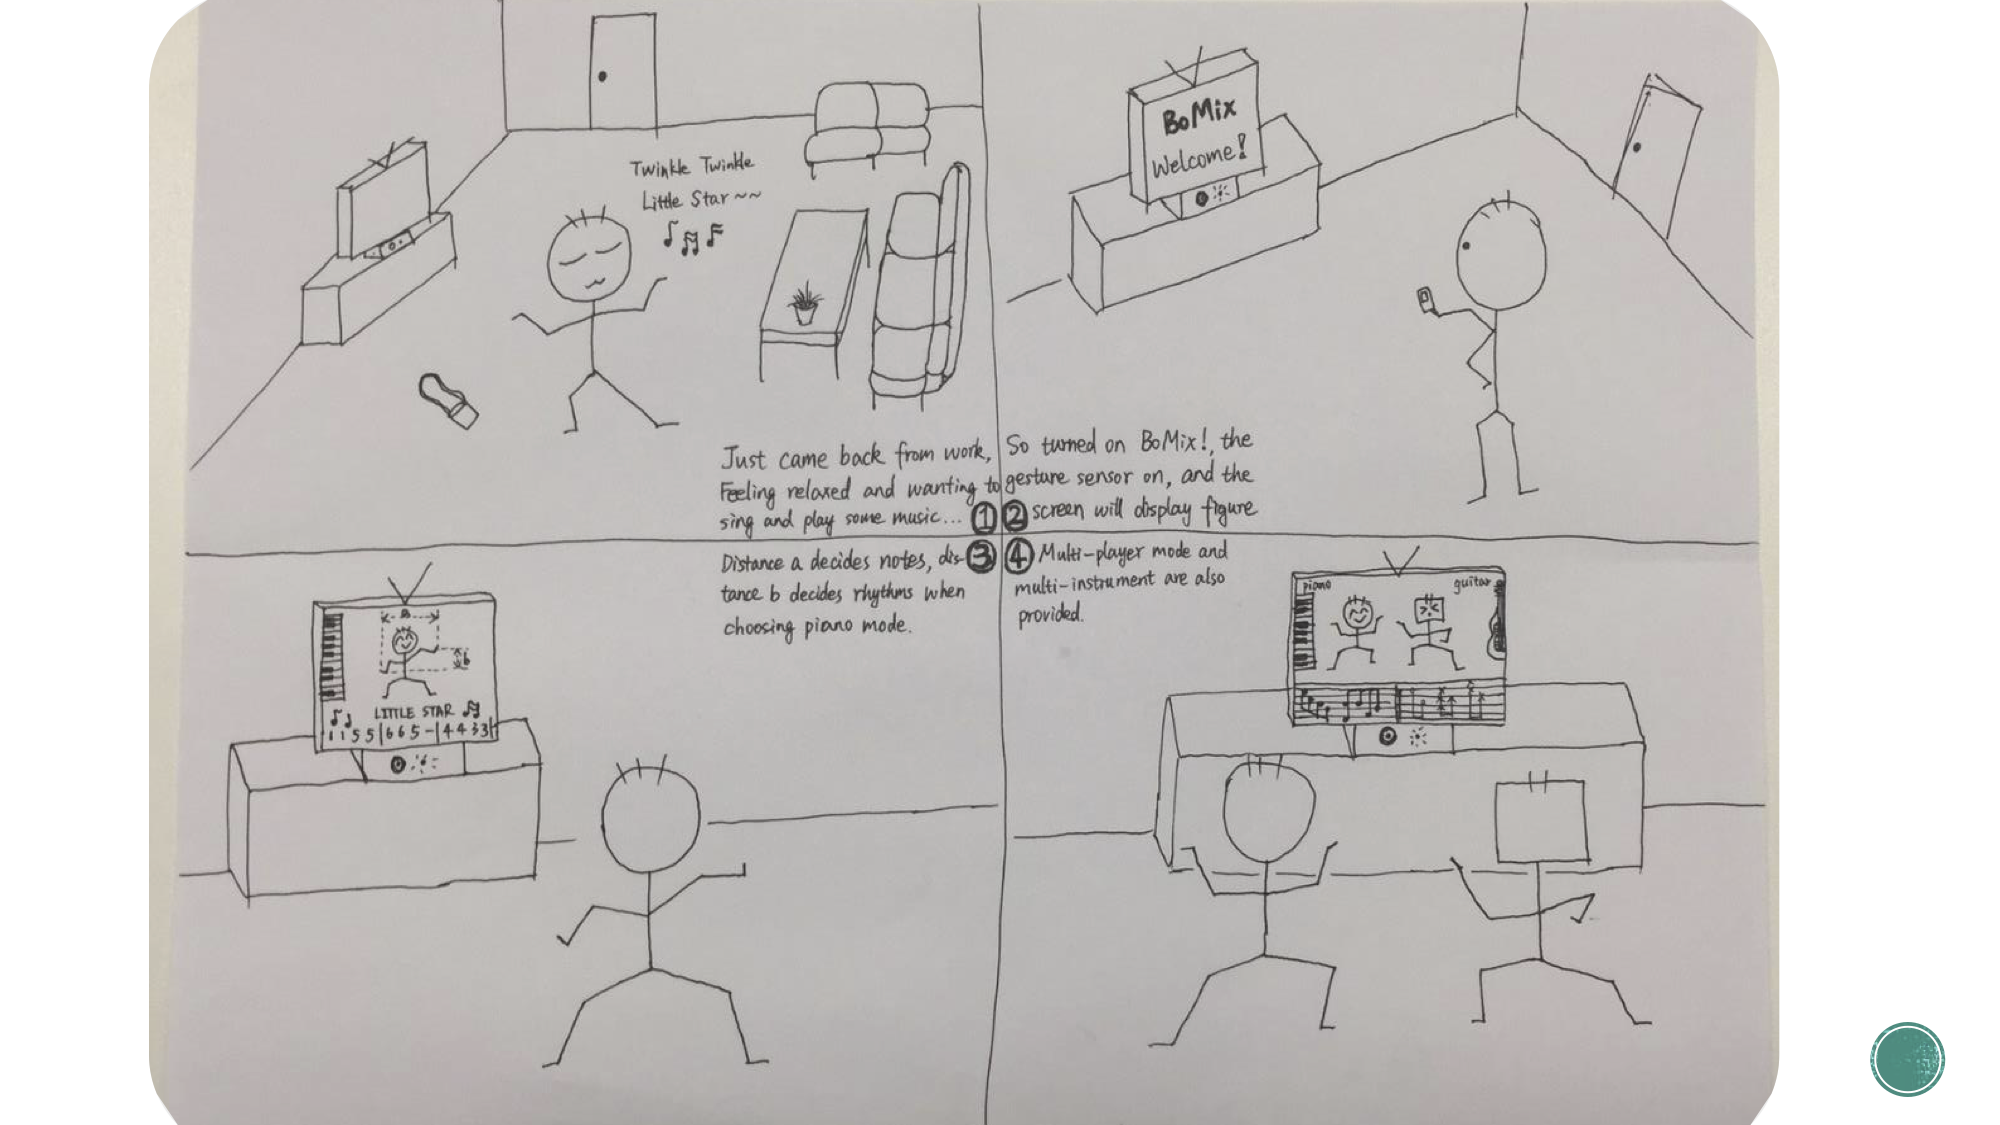 Twinkle Twinkle
Little Star ~~
Just came back from work,
Feeling relaxed and wanting to
sing and play some music... ①
BoMix
Welcome!
So turned on BoMix!, the
gesture sensor on, and the
② screen will display figure
Distance a decides notes, dis- ③
tance b decides rhythms when
choosing piano mode.
a
b
LITTLE STAR
1 1 5 5 | 6 6 5 - | 4 4 3 3 |
④ Multi-player mode and
multi-instrument are also
provided.
piano
guitar